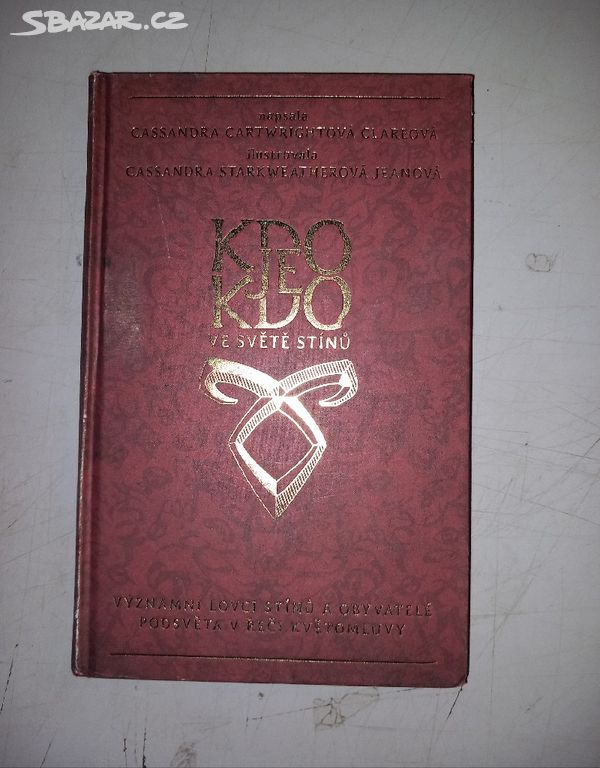 SBAZAR.CZ
napsala
CASSANDRA CARTWRIGHTOVÁ CLAREOVÁ
ilustrovala
CASSANDRA STARKWEATHEROVÁ JEANOVÁ
KDO
JE
KDO
VE SVĚTĚ STÍNŮ
VÝZNAMNÍ LOVCI STÍNŮ A OBYVATELÉ
PODSVĚTA V ŘEČI KVĚTOMLUVY